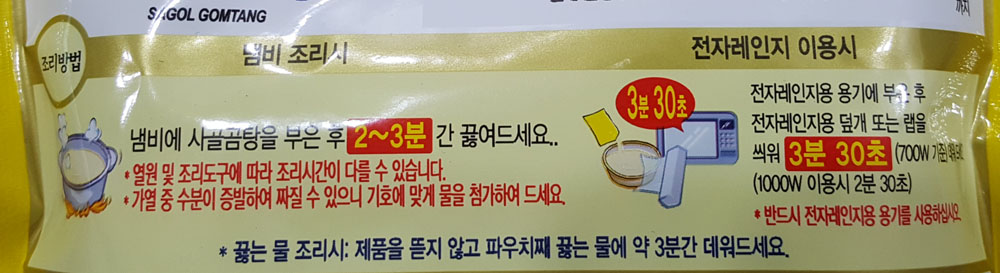 SAGOL GOMTANG
까지
조리방법
냄비 조리시
전자레인지 이용시
냄비에 사골곰탕을 부은 후 2~3분 간 끓여드세요..
* 열원 및 조리도구에 따라 조리시간이 다를 수 있습니다.
* 가열 중 수분이 증발하여 짜질 수 있으니 기호에 맞게 물을 첨가하여 드세요.
3분 30초
전자레인지용 용기에 부은 후
전자레인지용 덮개 또는 랩을
씌워 3분 30초 (700W 기준)
(1000W 이용시 2분 30초)
* 반드시 전자레인지용 용기를 사용하십시오
* 끓는 물 조리시: 제품을 뜯지 않고 파우치째 끓는 물에 약 3분간 데워드세요.